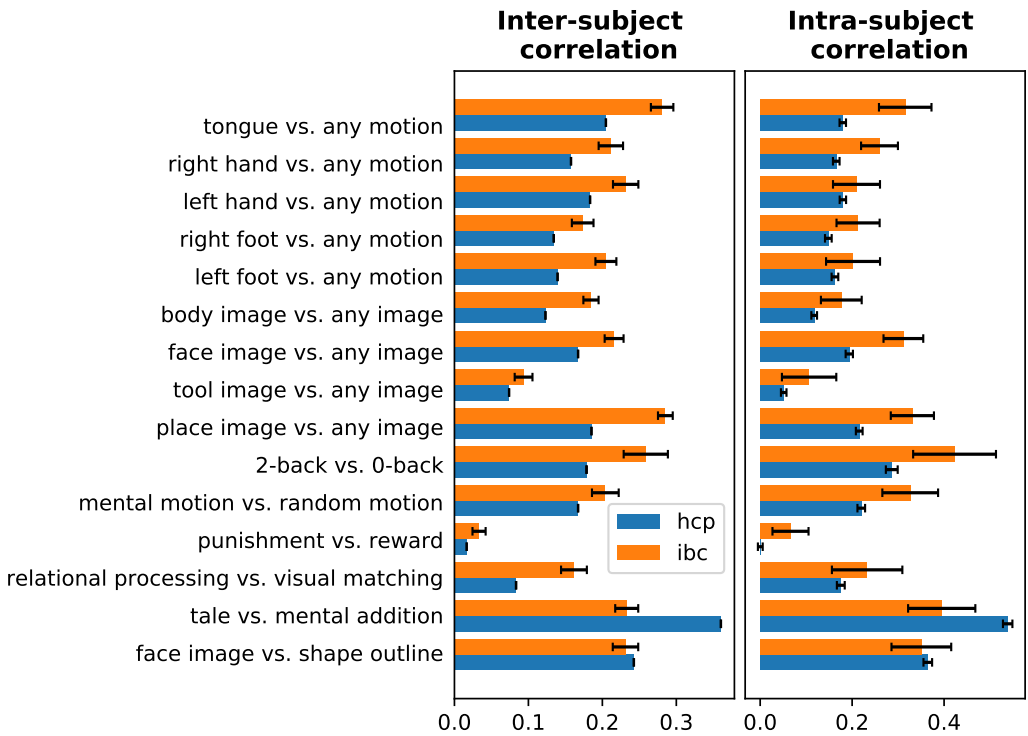 Inter-subject
correlation
Intra-subject
correlation
tongue vs. any motion
right hand vs. any motion
left hand vs. any motion
right foot vs. any motion
left foot vs. any motion
body image vs. any image
face image vs. any image
tool image vs. any image
place image vs. any image
2-back vs. 0-back
mental motion vs. random motion
punishment vs. reward
relational processing vs. visual matching
tale vs. mental addition
face image vs. shape outline
hcp
ibc
0.0 0.1 0.2 0.3
0.0 0.2 0.4